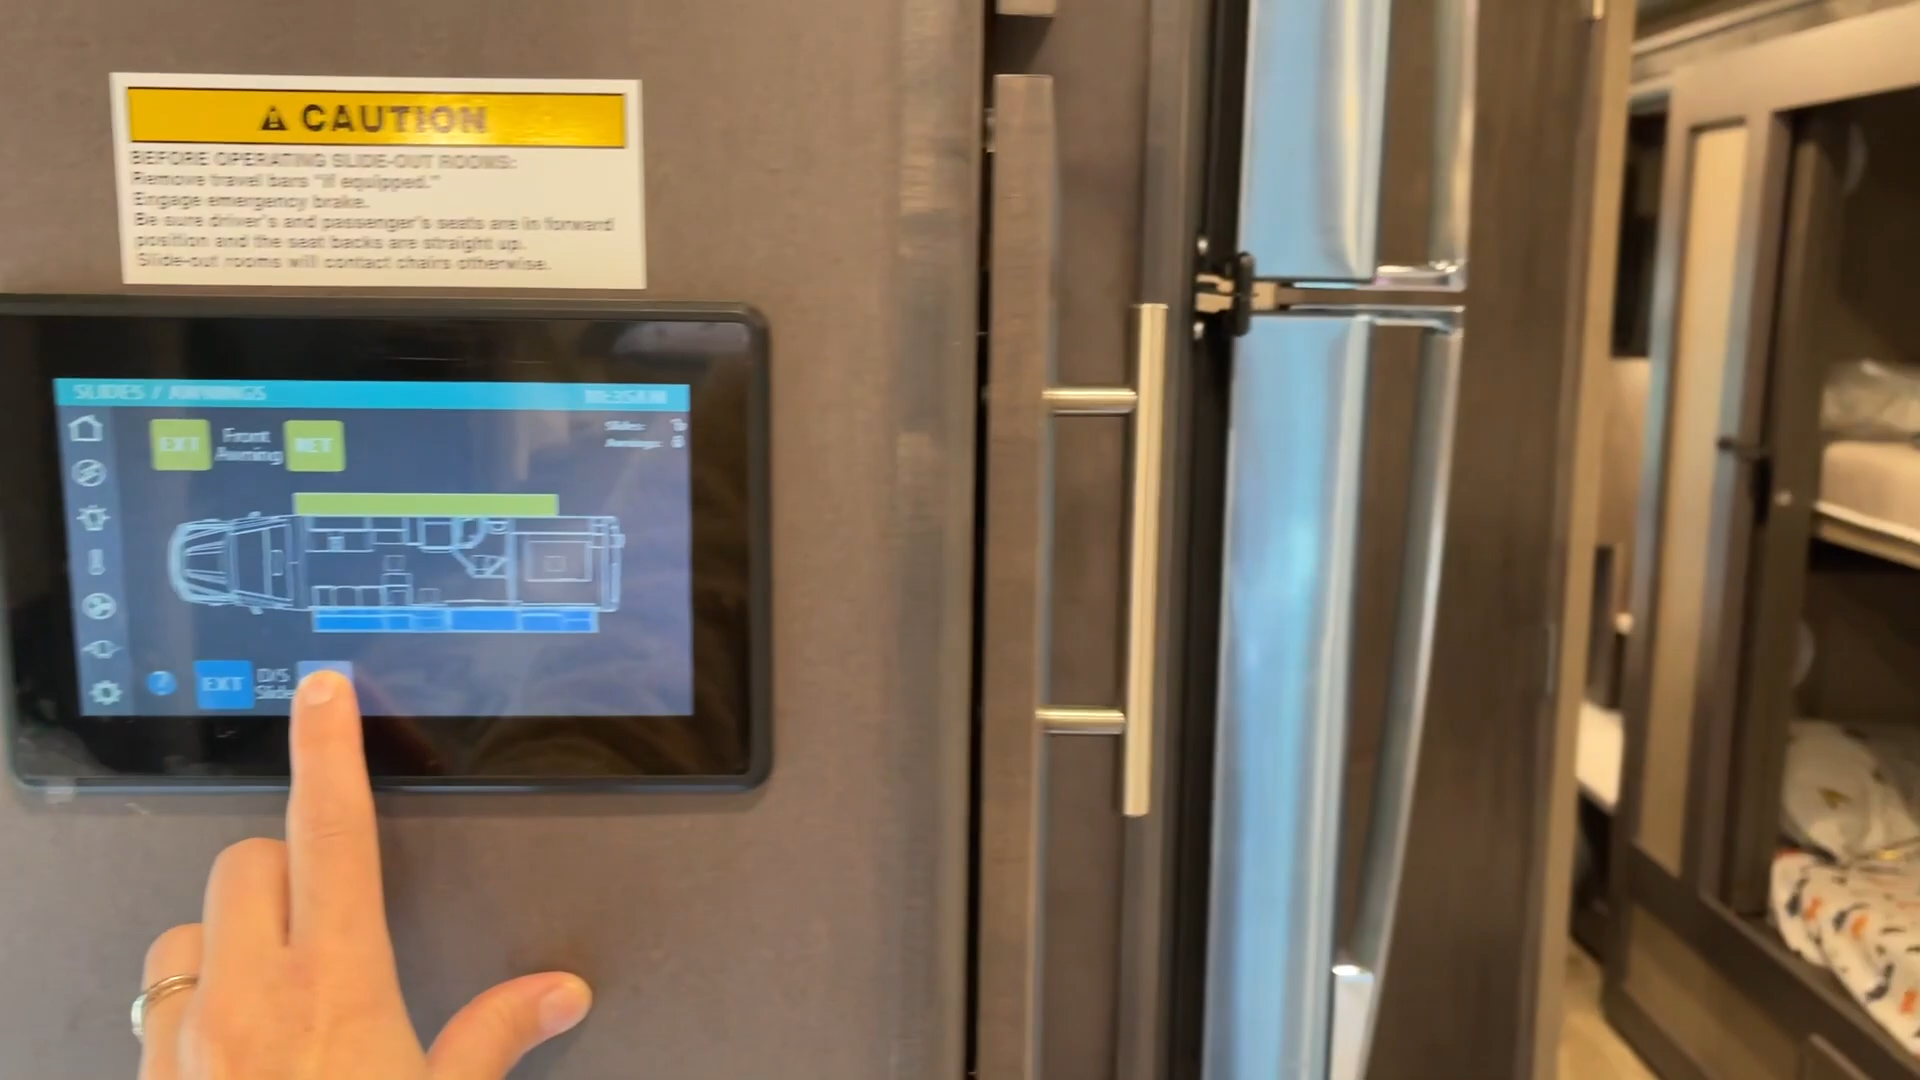 CAUTION
BEFORE OPERATING SLIDE-OUT ROOMS:
Remove travel bars "if equipped."
Engage emergency brake.
Be sure driver's and passenger's seats are in forward
position and the seat backs are straight up.
Slide-out rooms will contact chairs otherwise.
SLIDES / AWNINGS
EXT Front Awning RET
Slides:
Awnings:
? EXT D/S Slide